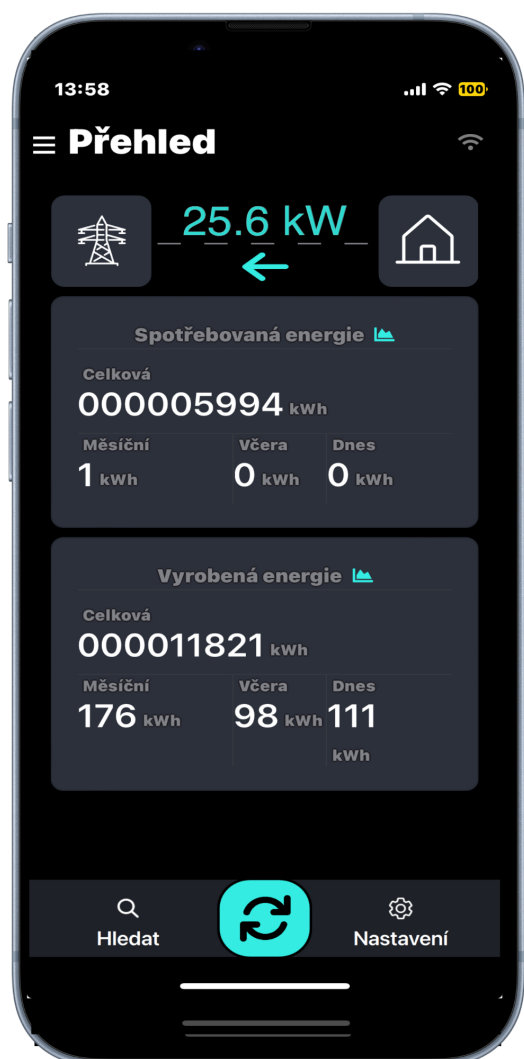 13:58 100
Přehled
25.6 kW
Spotřebovaná energie
Celková
000005994 kWh
Měsíční Včera Dnes
1 kWh 0 kWh 0 kWh
Vyrobená energie
Celková
000011821 kWh
Měsíční Včera Dnes
176 kWh 98 kWh 111
kWh
Hledat Nastavení